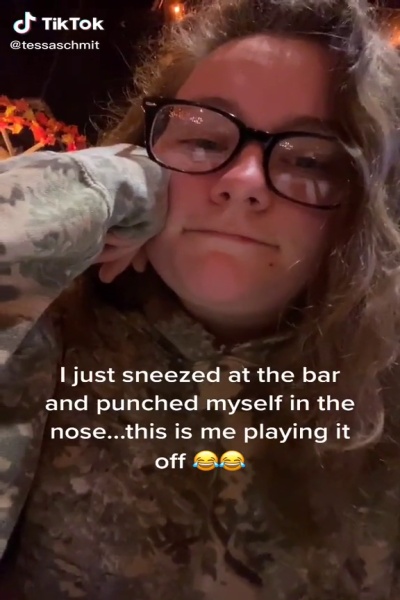 TikTok
@tessaschmit
I just sneezed at the bar
and punched myself in the
nose...this is me playing it
off 😂😂